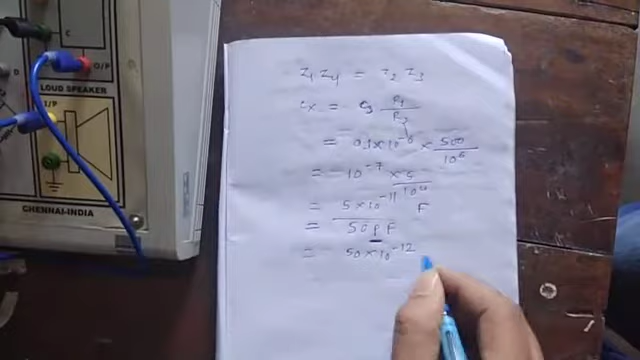 C
O/P
D
LOUD SPEAKER
I/P
CHENNAI-INDIA
Z₁ Z₄ = Z₂ Z₃
Cx = C₃ R₁/R₂
= 0.1×10⁻⁶ × 500/10⁶
= 10⁻⁷ × 5/10⁴
= 5×10⁻¹¹ F
= 50 pF
= 50×10⁻¹²